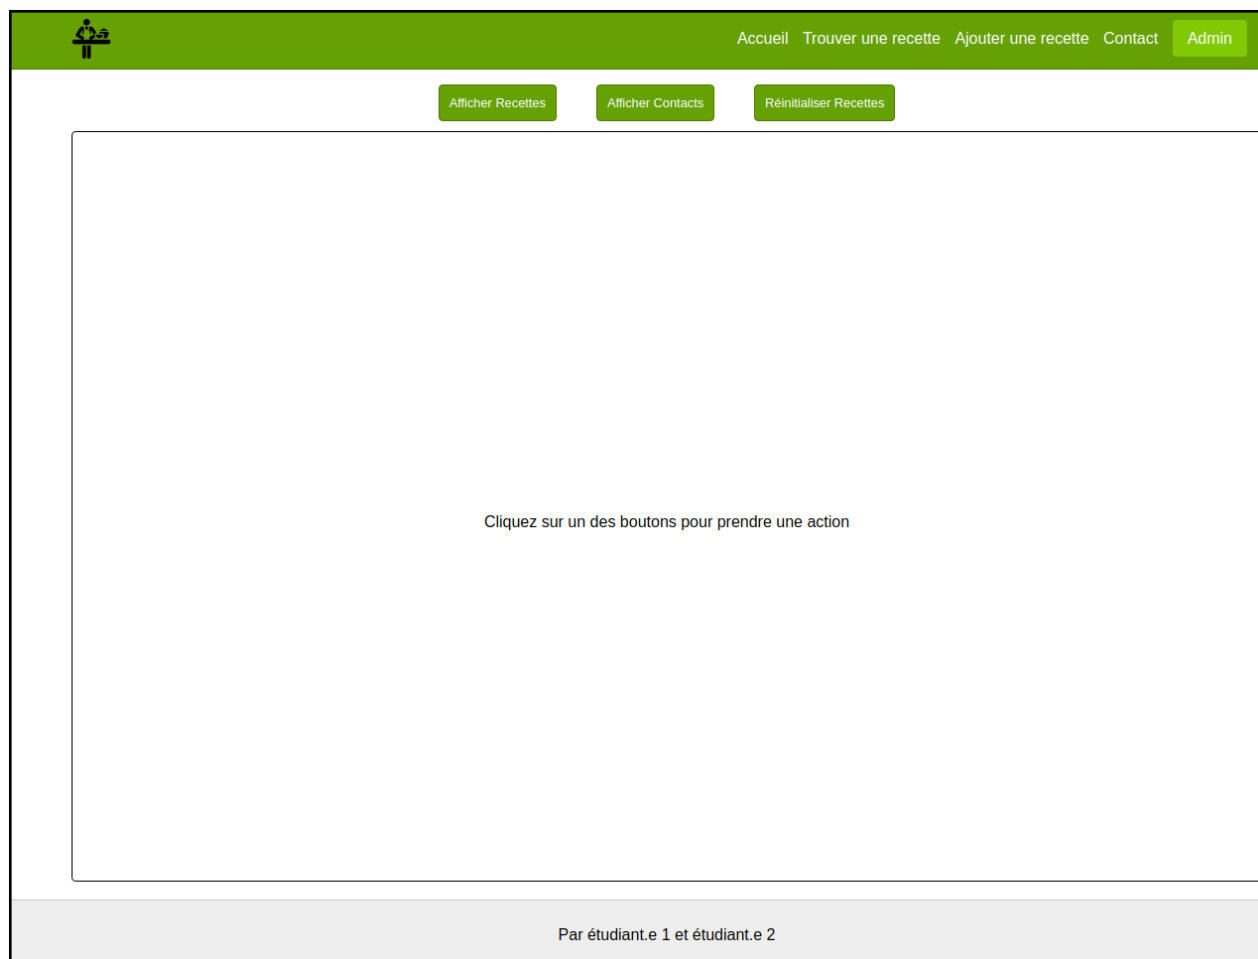 Accueil Trouver une recette Ajouter une recette Contact Admin
Afficher Recettes Afficher Contacts Réinitialiser Recettes
Cliquez sur un des boutons pour prendre une action
Par étudiant.e 1 et étudiant.e 2